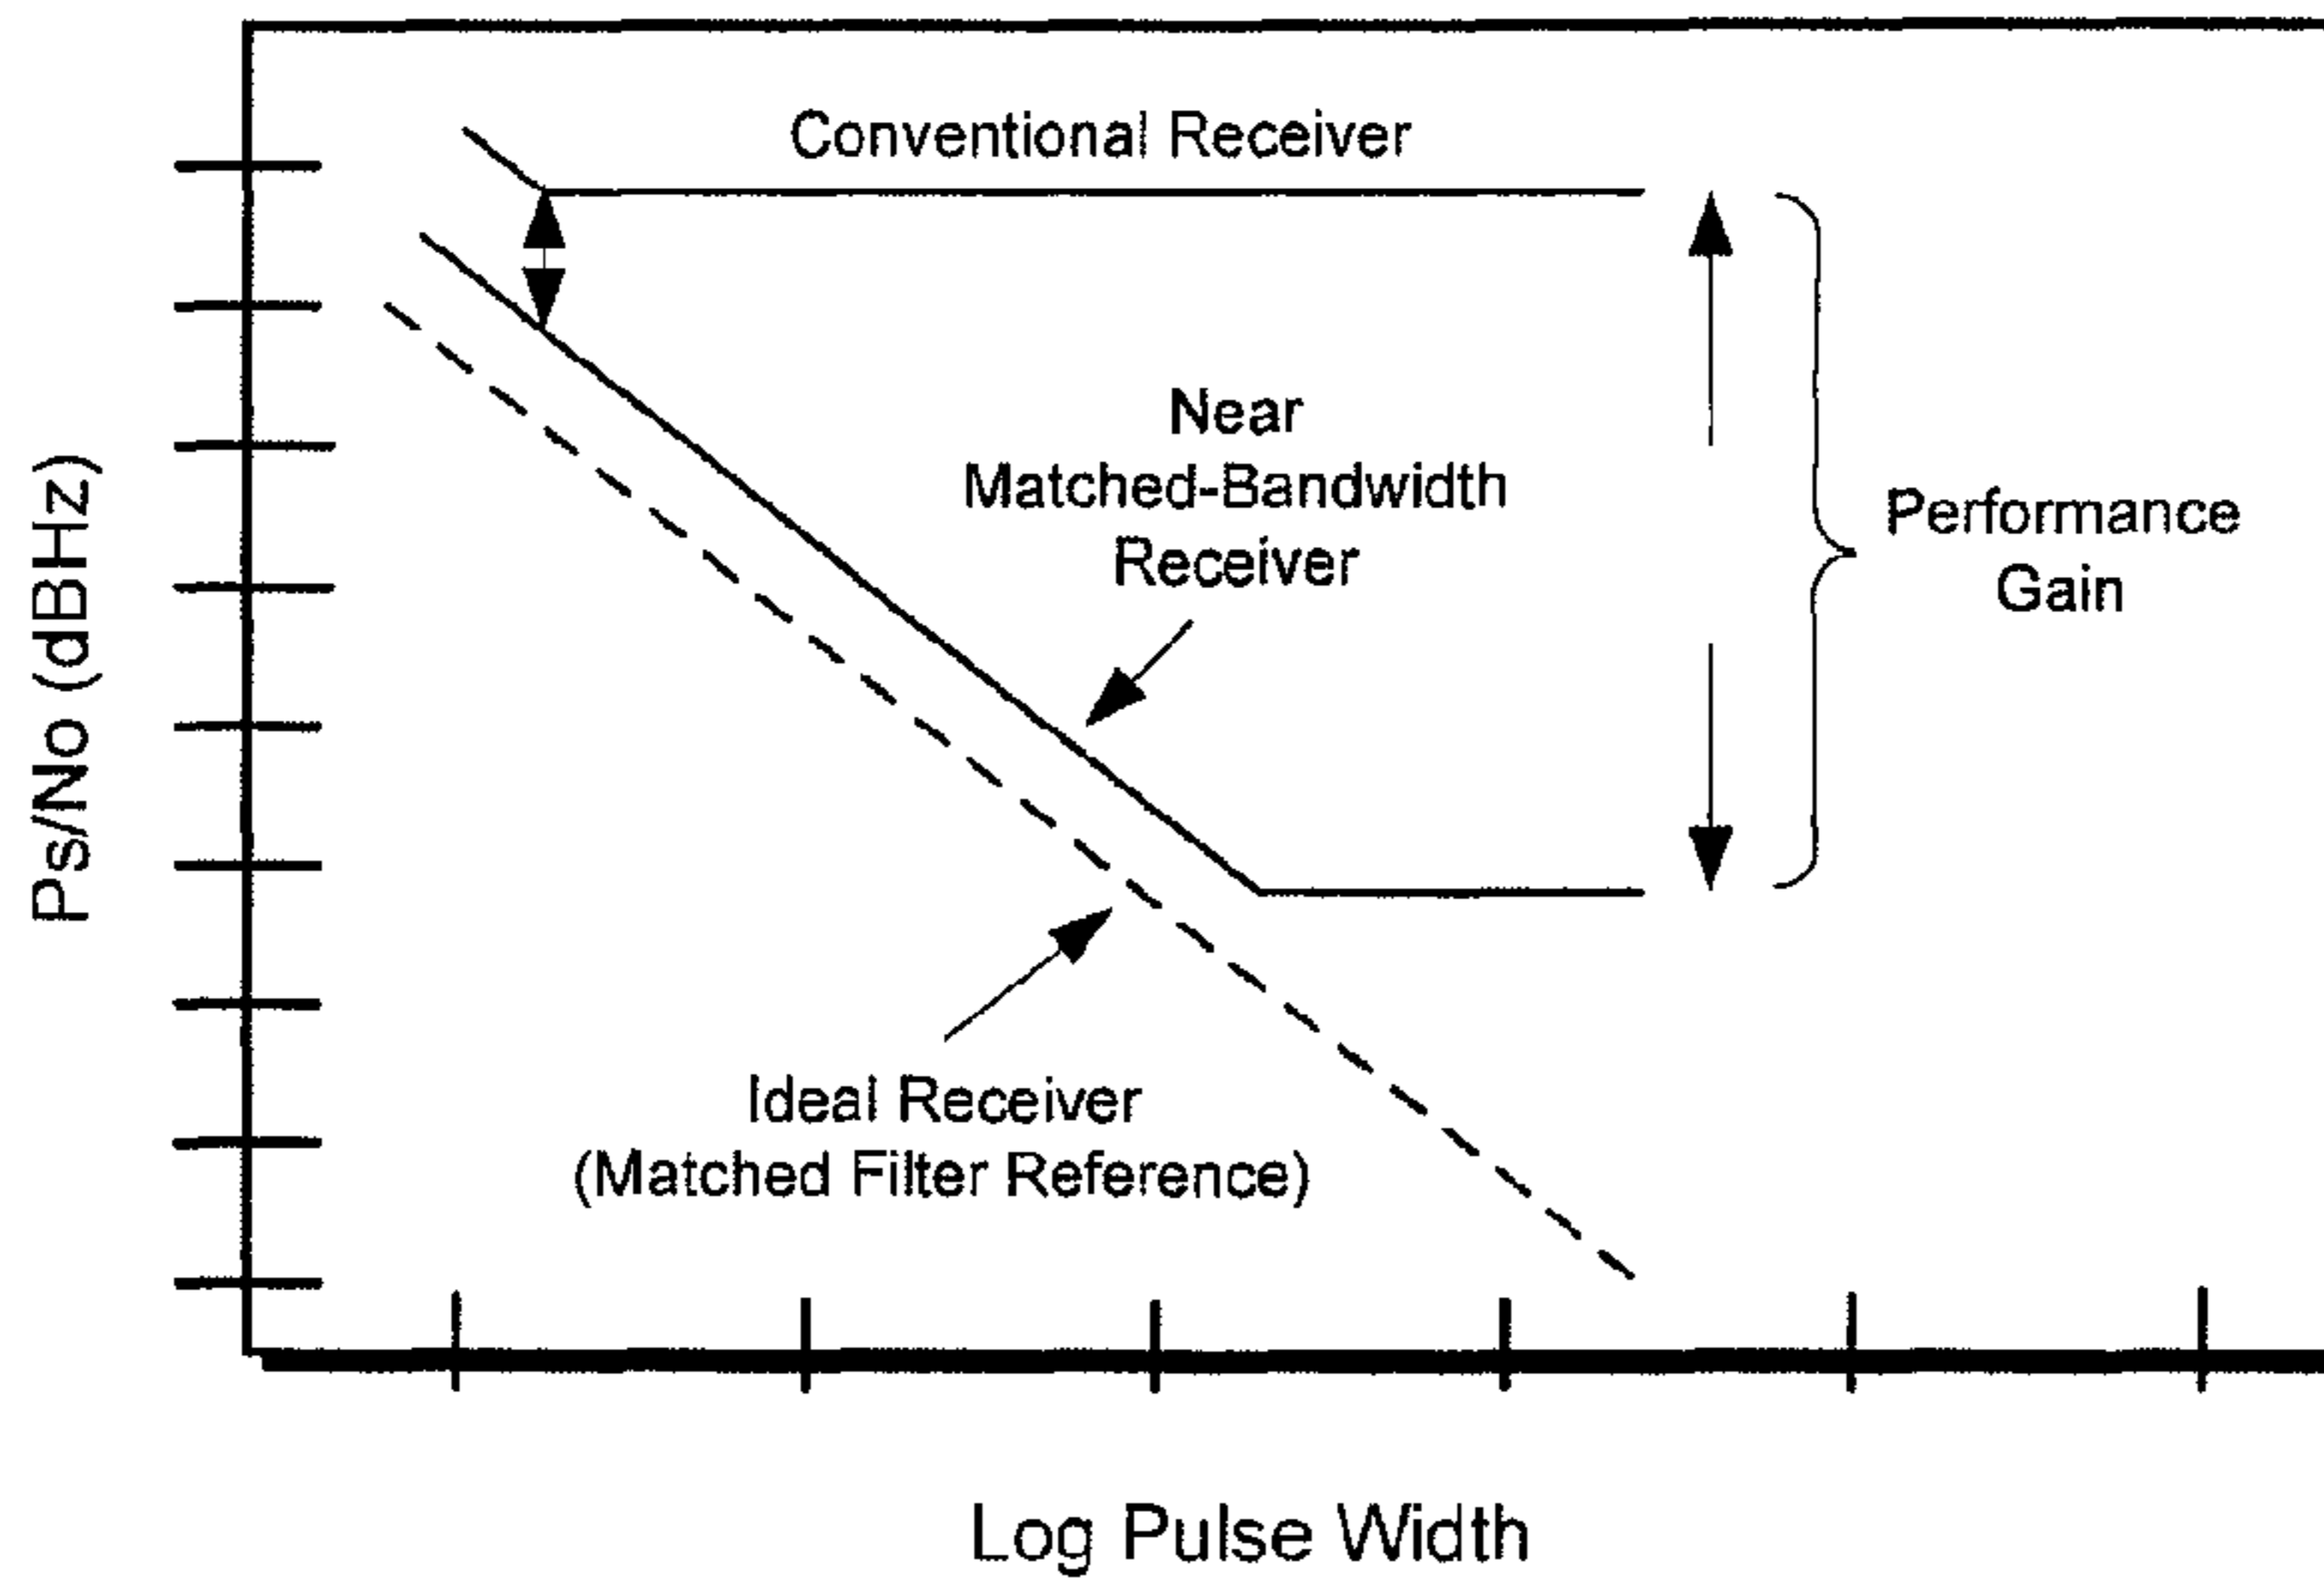 Conventional Receiver
Near
Matched-Bandwidth
Receiver
Performance
Gain
Ps/No (dBHz)
Ideal Receiver
(Matched Filter Reference)
Log Pulse Width